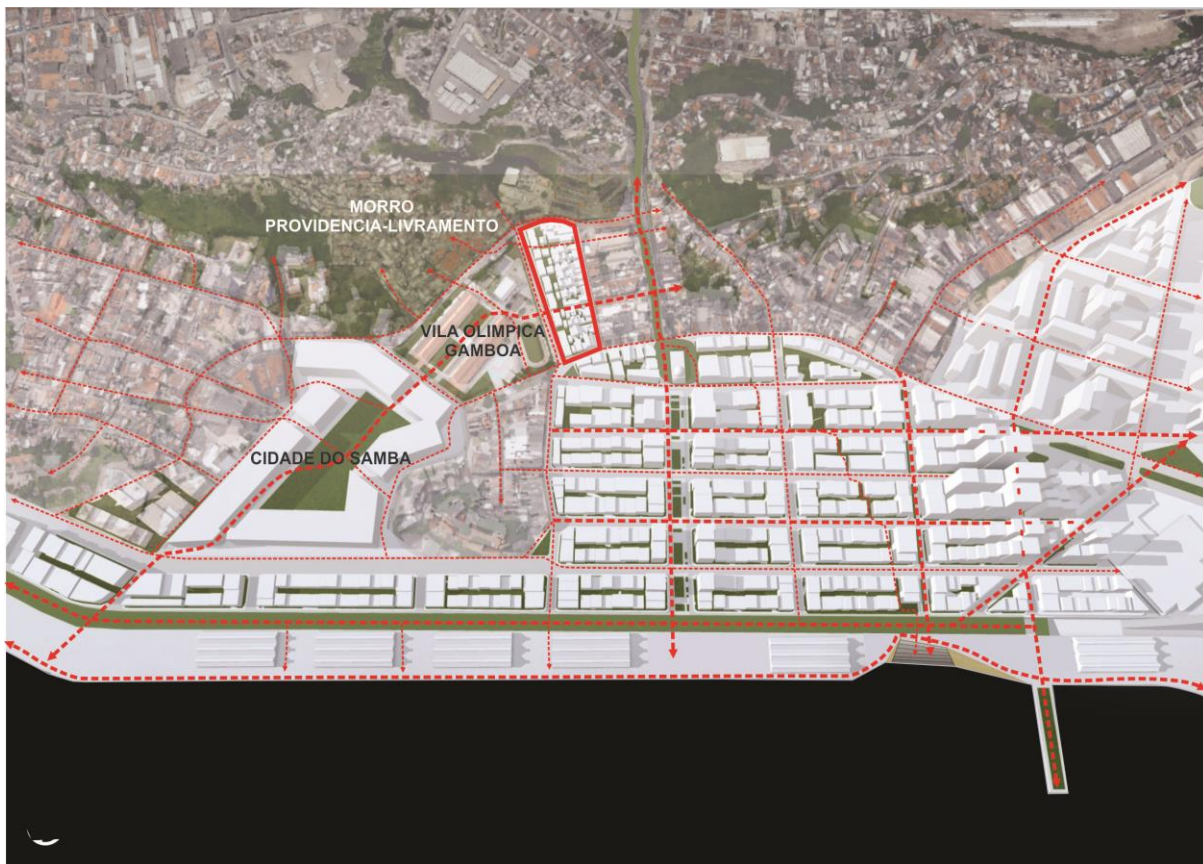 MORRO
PROVIDENCIA-LIVRAMENTO
VILA OLIMPICA
GAMBOA
CIDADE DO SAMBA